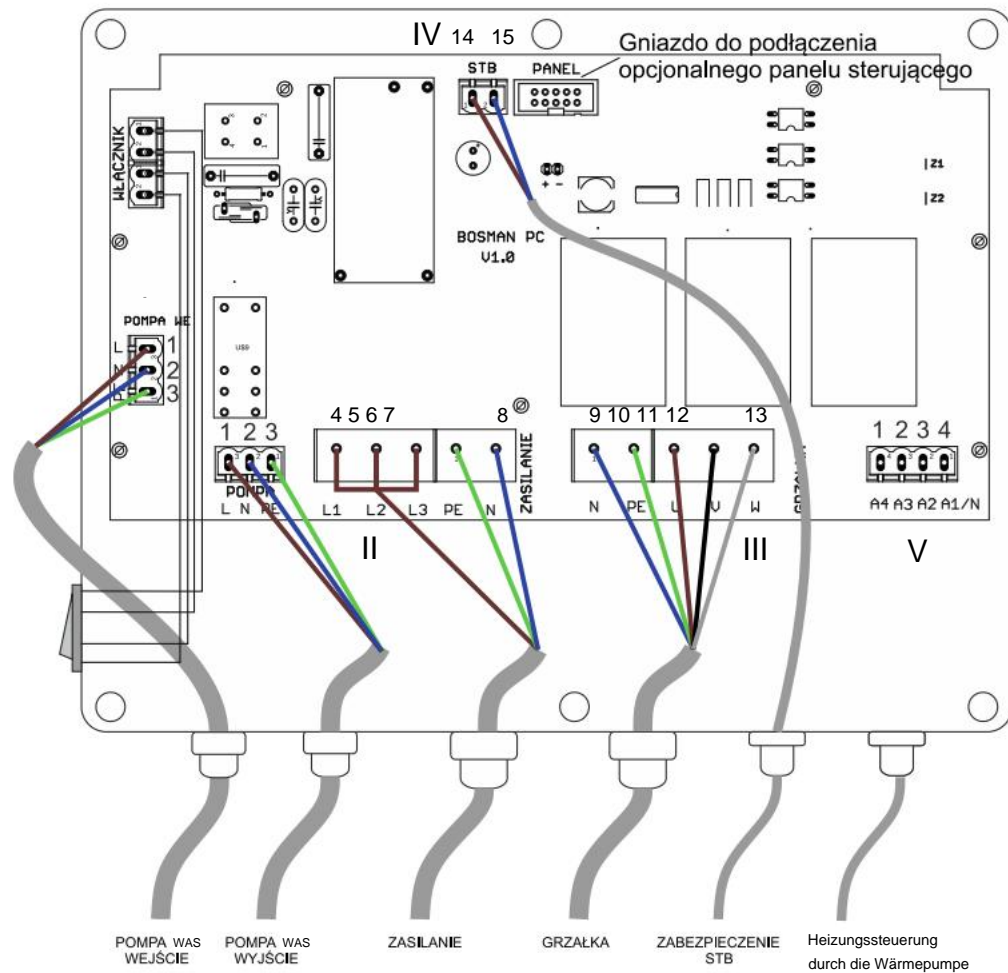 IV 14 15
Gniazdo do podłączenia
opcjonalnego panelu sterującego
STB PANEL
WŁACZNIK
Z1
Z2
+ -
BOSMAN PC
V1.0
POMPA WE
L 1
N 2
PE 3
US9
1 2 3
POMPA
L N PE
4 5 6 7 8
L1 L2 L3 PE N
ZASILANIE
II
9 10 11 12 13
N PE U V W
III
1 2 3 4
A4 A3 A2 A1/N
V
POMPA WAS
WEJŚCIE
POMPA WAS
WYJŚCIE
ZASILANIE
GRZAŁKA
ZABEZPIECZENIE
STB
Heizungssteuerung
durch die Wärmepumpe